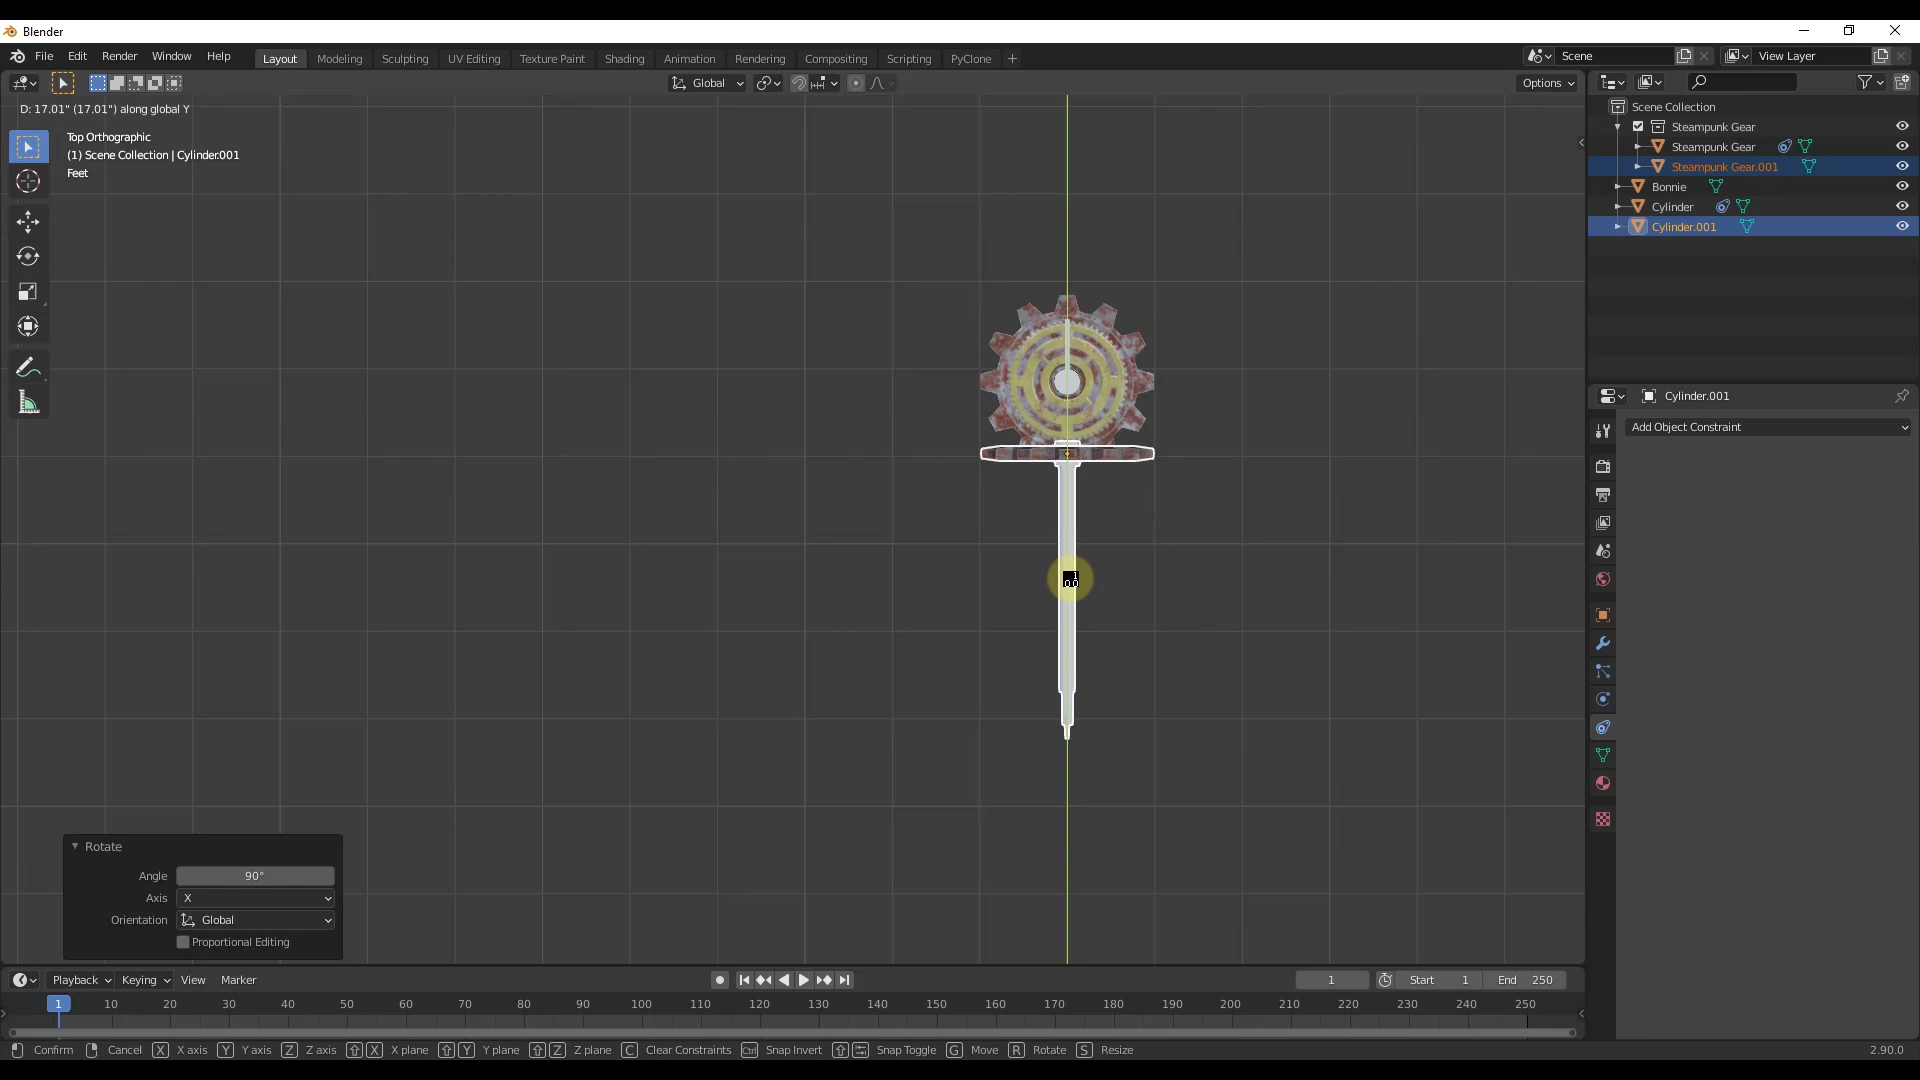 Blender
File Edit Render Window Help Layout Modeling Sculpting UV Editing Texture Paint Shading Animation Rendering Compositing Scripting PyClone + Scene View Layer
Global Options
D: 17.01" (17.01") along global Y
Top Orthographic
(1) Scene Collection | Cylinder.001
Feet
Scene Collection
Steampunk Gear
Steampunk Gear
Steampunk Gear.001
Bonnie
Cylinder
Cylinder.001
Cylinder.001
Add Object Constraint
Rotate
Angle 90°
Axis X
Orientation Global
Proportional Editing
Playback Keying View Marker 1 Start 1 End 250
1 10 20 30 40 50 60 70 80 90 100 110 120 130 140 150 160 170 180 190 200 210 220 230 240 250
Confirm Cancel X X axis Y Y axis Z Z axis X X plane Y Y plane Z Z plane C Clear Constraints Ctrl Snap Invert Snap Toggle G Move R Rotate S Resize 2.90.0